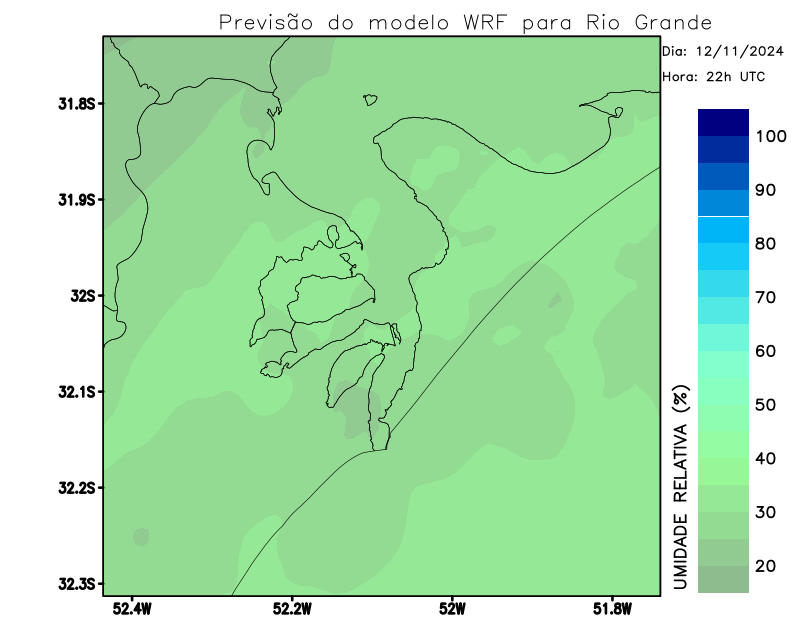 Previsão do modelo WRF para Rio Grande
Dia: 12/11/2024
Hora: 22h UTC
31.8S
31.9S
32S
32.1S
32.2S
32.3S
52.4W
52.2W
52W
51.8W
UMIDADE RELATIVA (%)
100
90
80
70
60
50
40
30
20